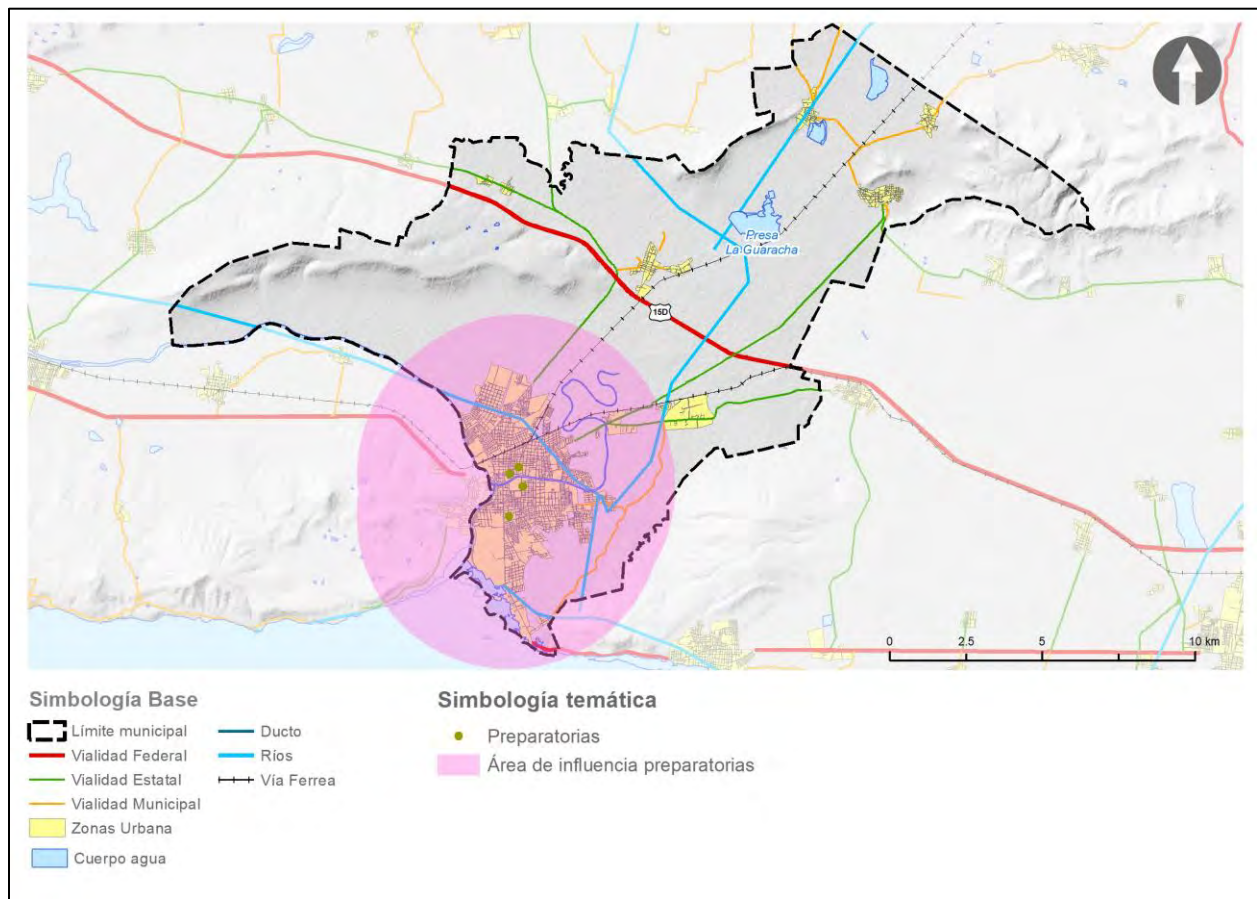 Presa
La Guaracha
15D
0 2.5 5 10 km
Simbología Base
Límite municipal
Vialidad Federal
Vialidad Estatal
Vialidad Municipal
Zonas Urbana
Cuerpo agua
Ducto
Ríos
Vía Ferrea
Simbología temática
Preparatorias
Área de influencia preparatorias